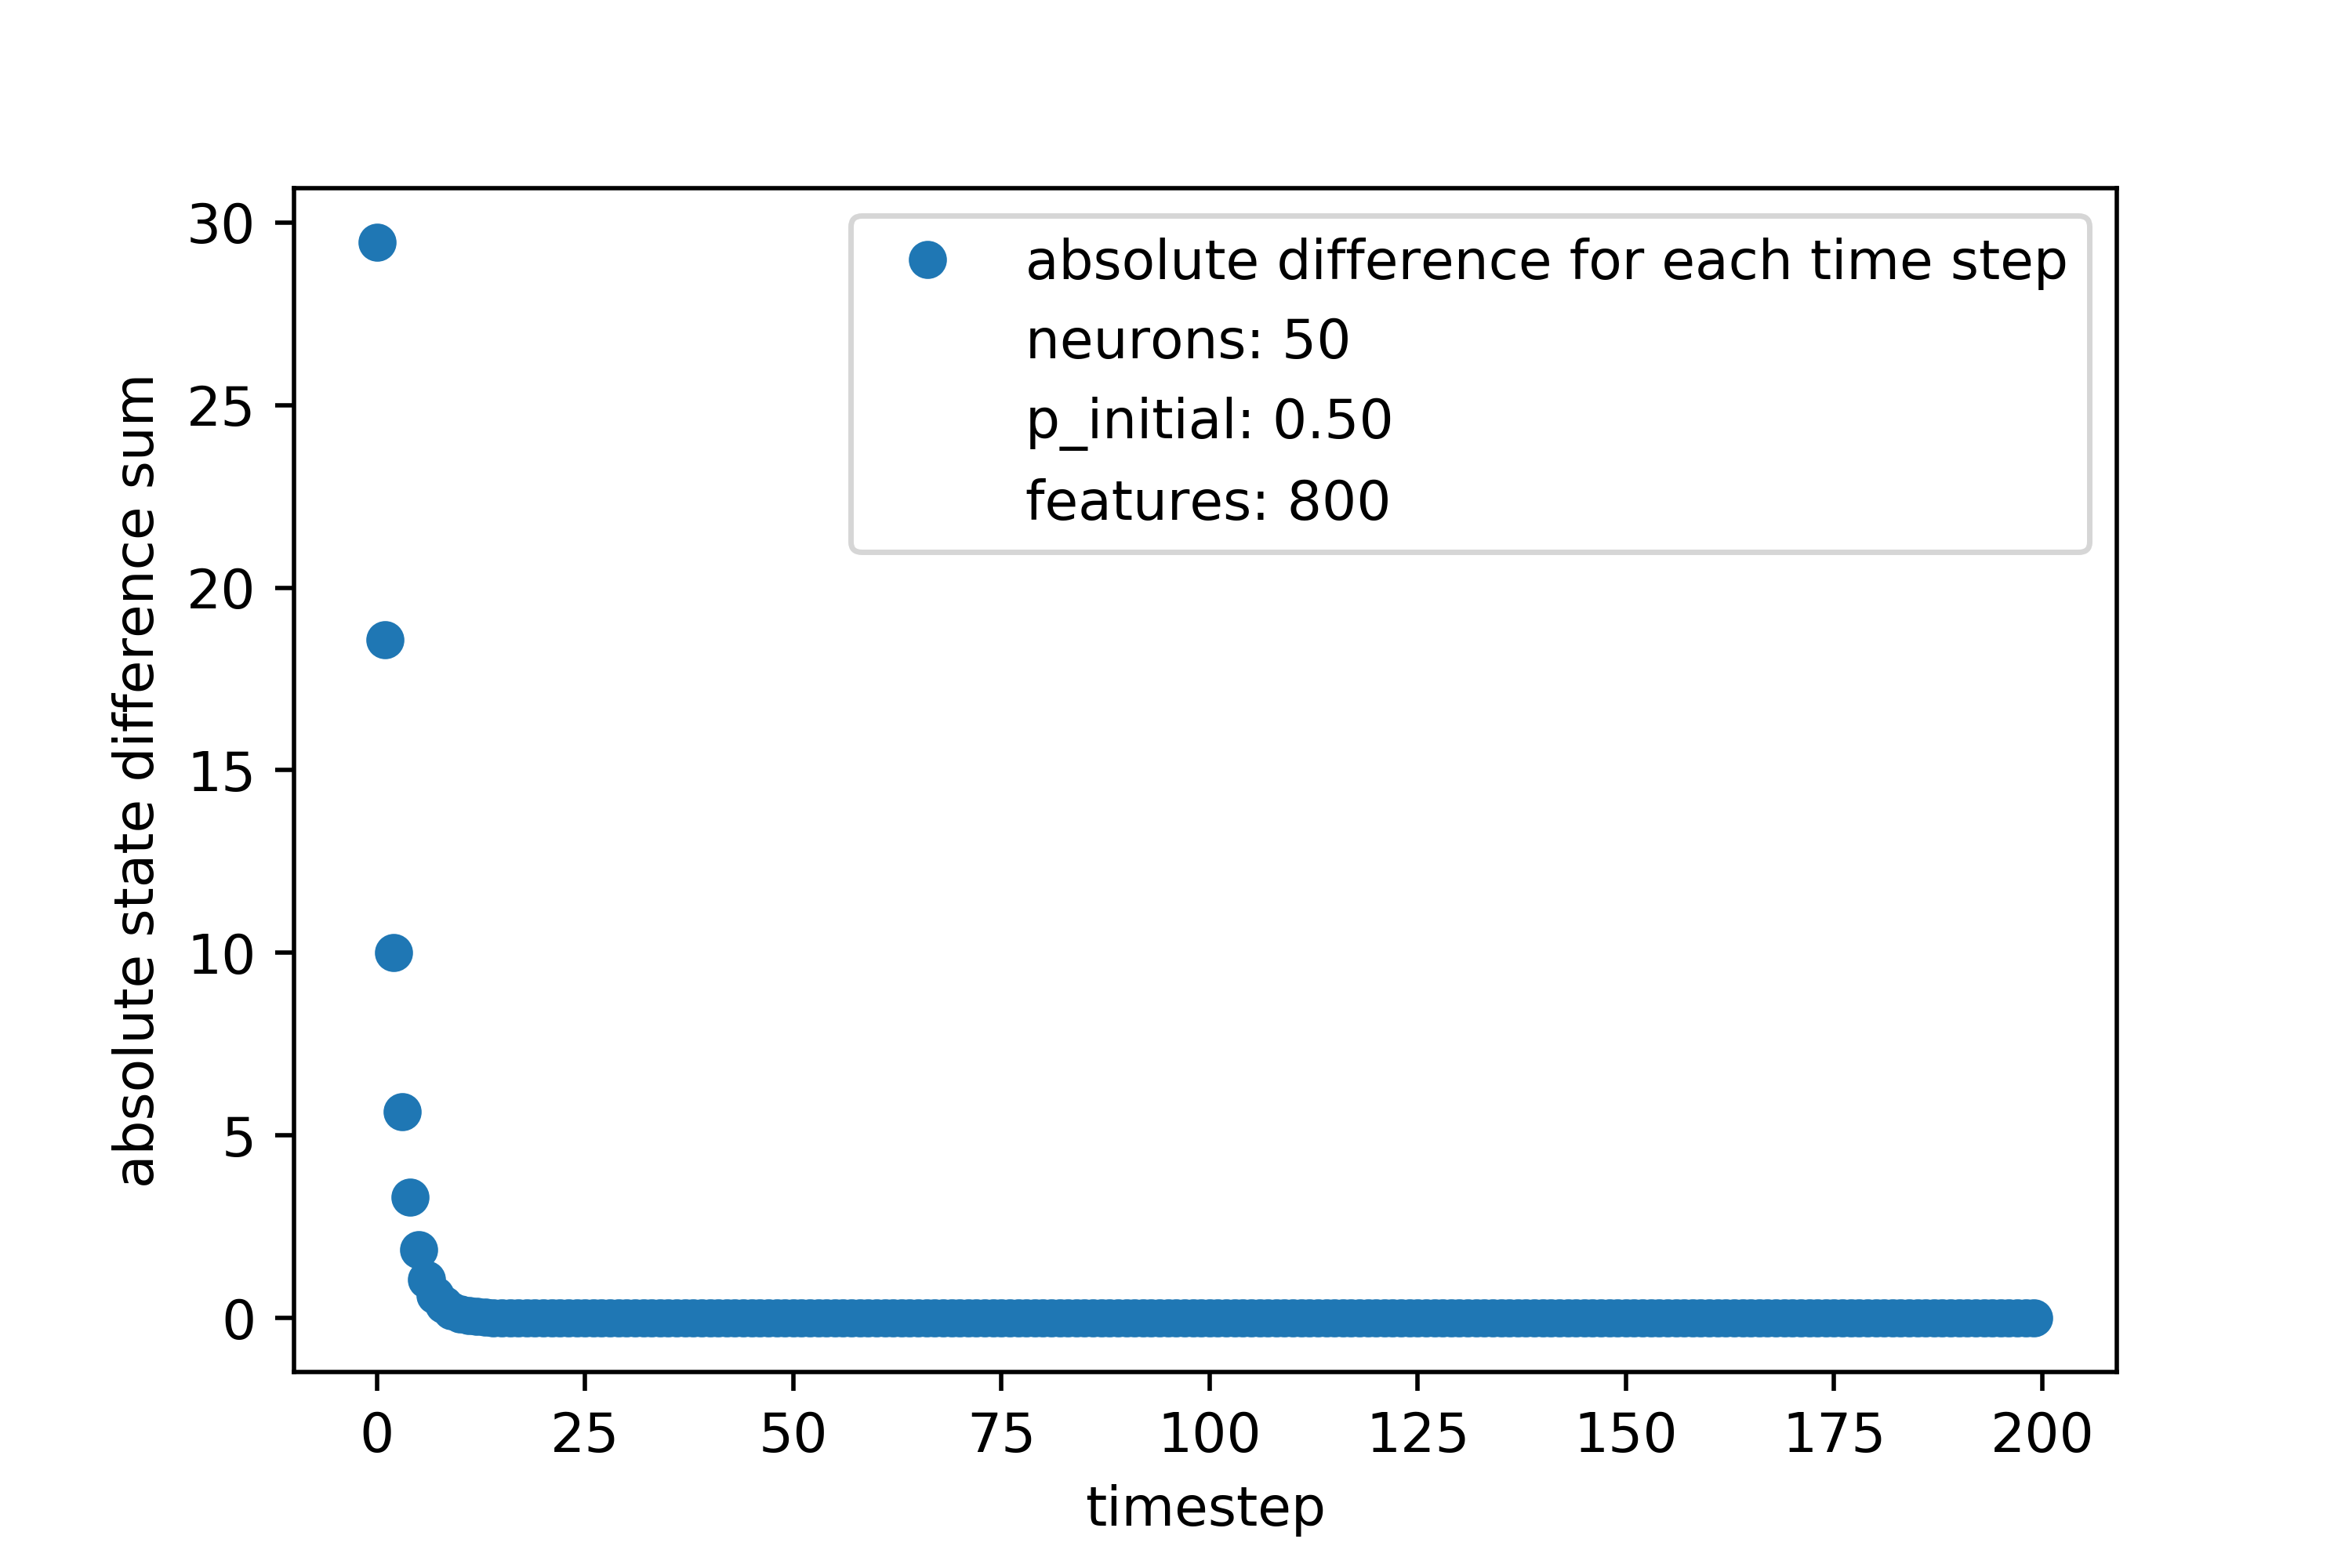 absolute difference for each time step
neurons: 50
p_initial: 0.50
features: 800
absolute state difference sum
30
25
20
15
10
5
0
0 25 50 75 100 125 150 175 200
timestep